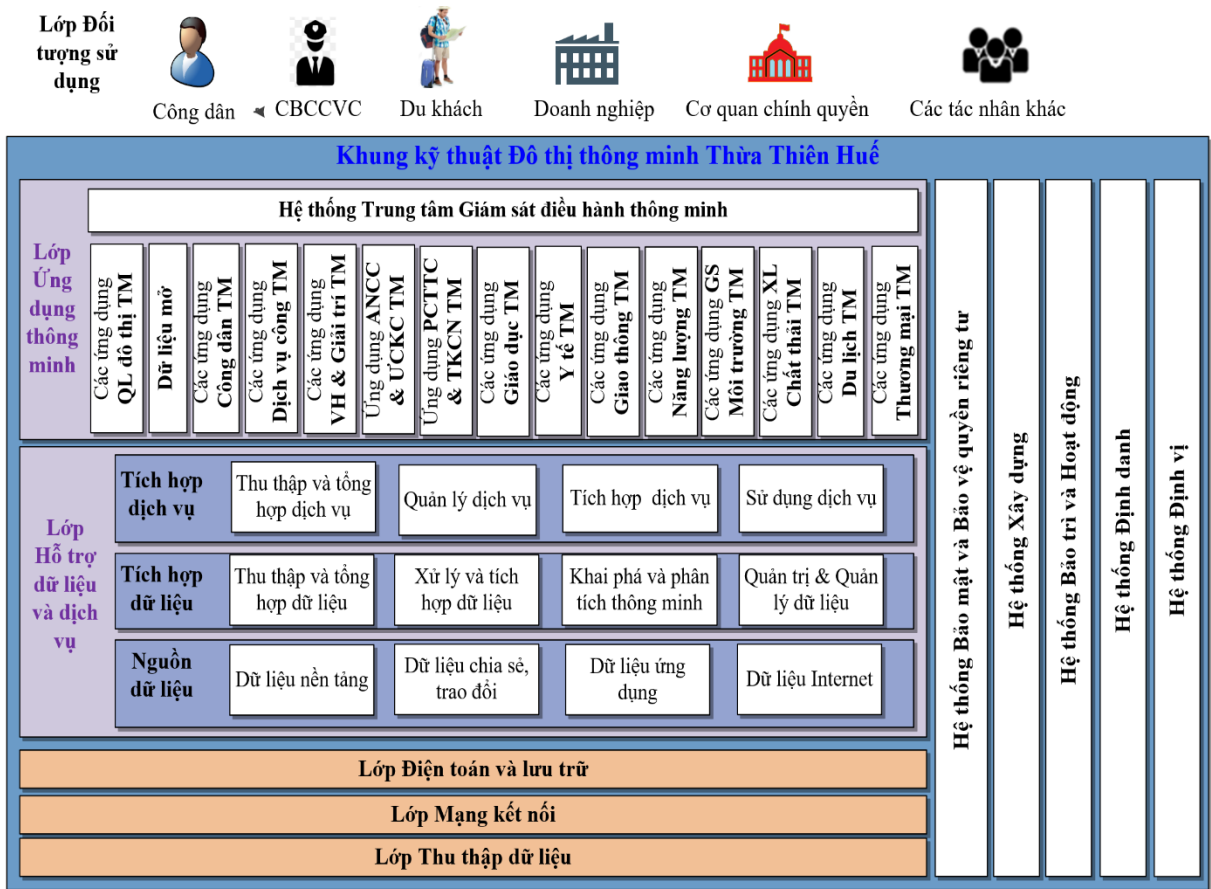 Lớp Đối
tượng sử
dụng
Công dân
CBCCVC
Du khách
Doanh nghiệp
Cơ quan chính quyền
Các tác nhân khác
Khung kỹ thuật Đô thị thông minh Thừa Thiên Huế
Lớp
Ứng
dụng
thông
minh
Hệ thống Trung tâm Giám sát điều hành thông minh
Các ứng dụng
QL đô thị TM
Dữ liệu mở
Các ứng dụng
Công dân TM
Các ứng dụng
Dịch vụ công TM
Các ứng dụng
VH & Giải trí TM
Ứng dụng ANCC
& ƯCKC TM
Ứng dụng PCTTTC
& TKCN TM
Các ứng dụng
Giáo dục TM
Các ứng dụng
Y tế TM
Các ứng dụng
Giao thông TM
Các ứng dụng
Năng lượng TM
Các ứng dụng GS
Môi trường TM
Các ứng dụng XL
Chất thải TM
Các ứng dụng
Du lịch TM
Các ứng dụng
Thương mại TM
Lớp
Hỗ trợ
dữ liệu
và dịch
vụ
Tích hợp
dịch vụ
Thu thập và tổng
hợp dịch vụ
Quản lý dịch vụ
Tích hợp dịch vụ
Sử dụng dịch vụ
Tích hợp
dữ liệu
Thu thập và tổng
hợp dữ liệu
Xử lý và tích
hợp dữ liệu
Khai phá và phân
tích thông minh
Quản trị & Quản
lý dữ liệu
Nguồn
dữ liệu
Dữ liệu nền tảng
Dữ liệu chia sẻ,
trao đổi
Dữ liệu ứng
dụng
Dữ liệu Internet
Lớp Điện toán và lưu trữ
Lớp Mạng kết nối
Lớp Thu thập dữ liệu
Hệ thống Bảo mật và Bảo vệ quyền riêng tư
Hệ thống Xây dựng
Hệ thống Bảo trì và Hoạt động
Hệ thống Định danh
Hệ thống Định vị